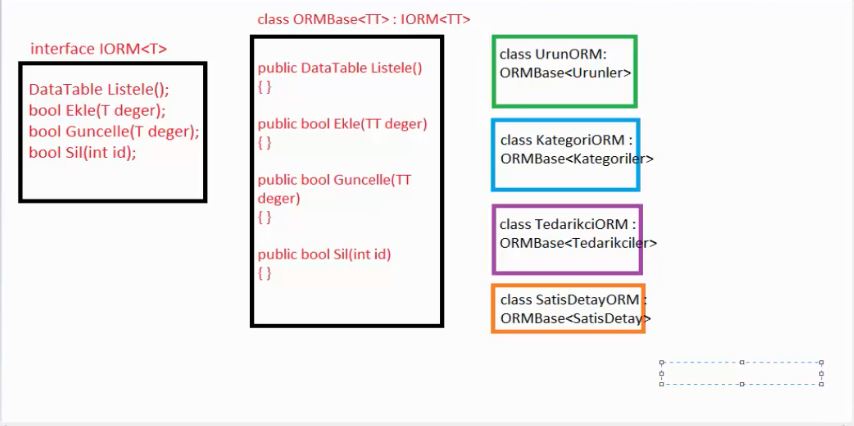 interface IORM<T>
DataTable Listele();
bool Ekle(T deger);
bool Guncelle(T deger);
bool Sil(int id);
class ORMBase<TT> : IORM<TT>
public DataTable Listele()
{ }
public bool Ekle(TT deger)
{ }
public bool Guncelle(TT
deger)
{ }
public bool Sil(int id)
{ }
class UrunORM:
ORMBase<Urunler>
class KategoriORM :
ORMBase<Kategoriler>
class TedarikciORM :
ORMBase<Tedarikciler>
class SatisDetayORM :
ORMBase<SatisDetay>